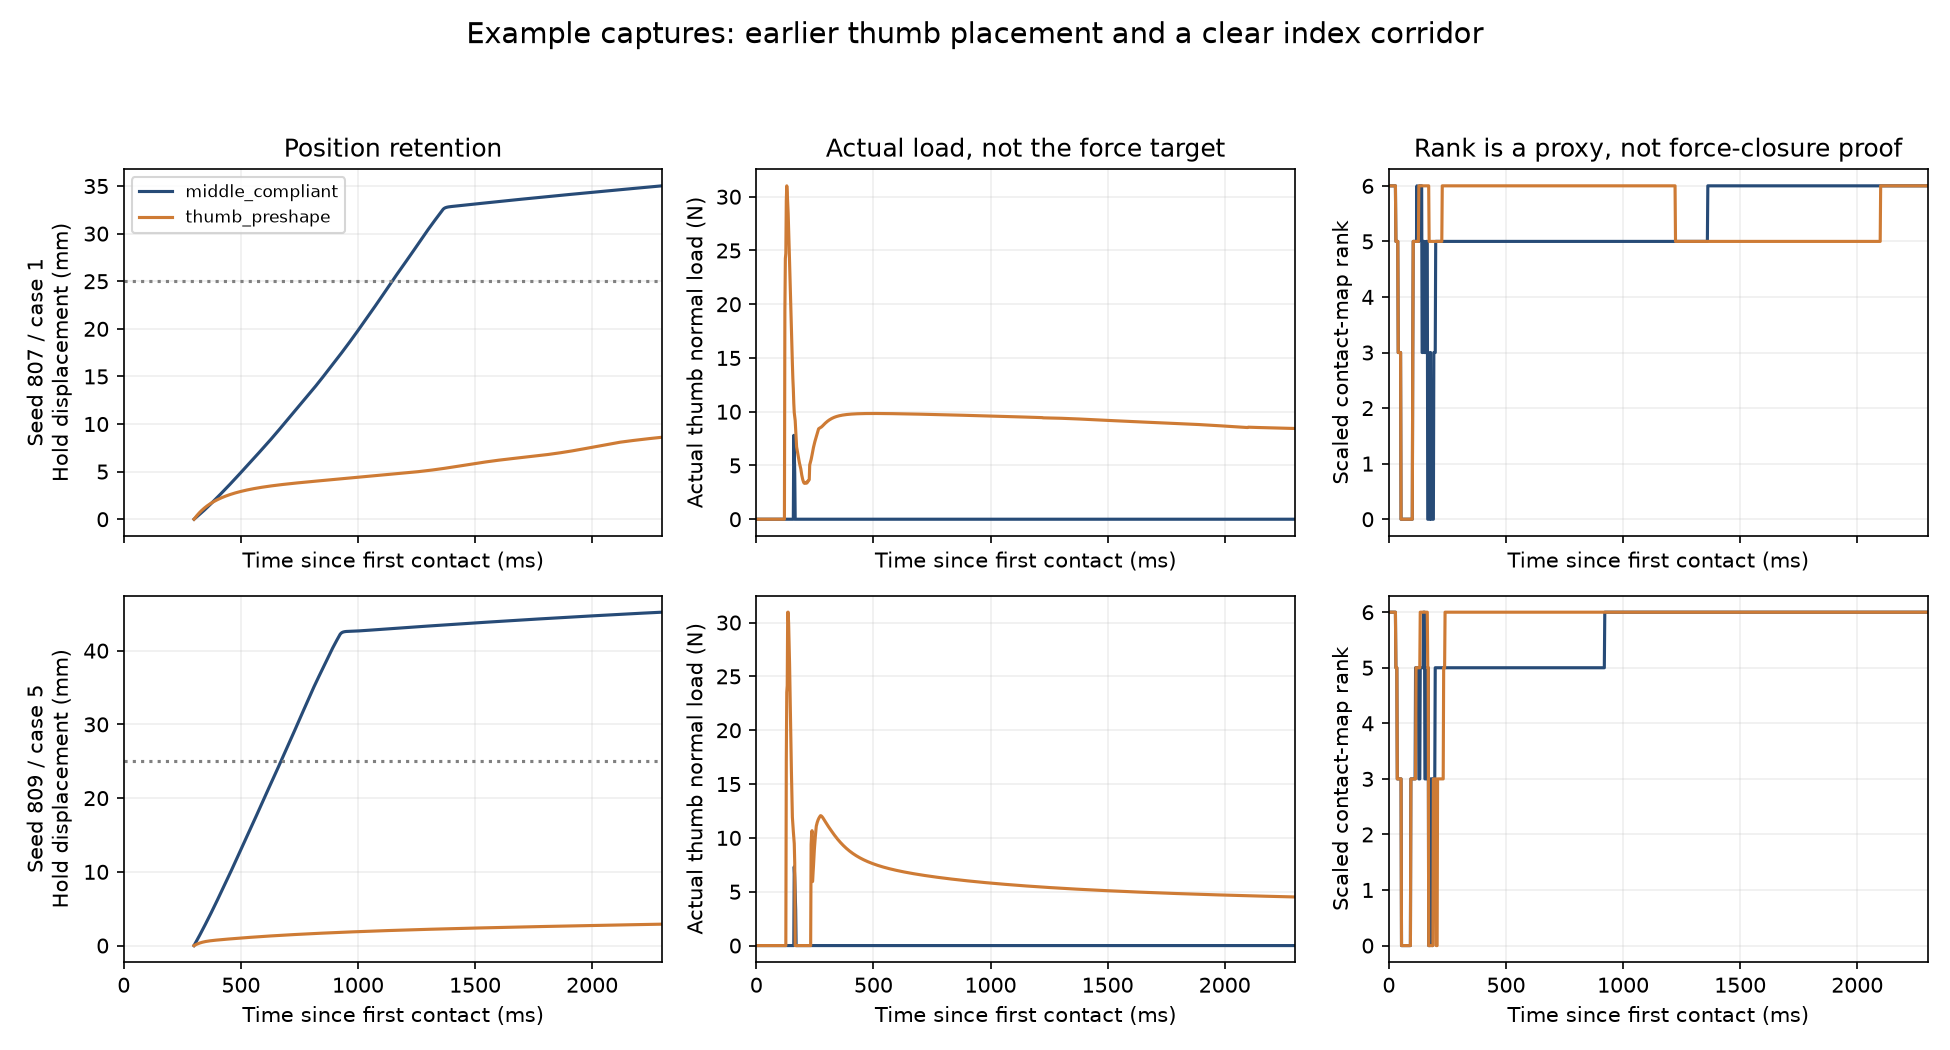 Example captures: earlier thumb placement and a clear index corridor
Position retention
Seed 807 / case 1
Hold displacement (mm)
35
30
25
20
15
10
5
0
middle_compliant
thumb_preshape
Time since first contact (ms)
Actual load, not the force target
Actual thumb normal load (N)
30
25
20
15
10
5
0
Time since first contact (ms)
Rank is a proxy, not force-closure proof
Scaled contact-map rank
6
5
4
3
2
1
0
Time since first contact (ms)
Seed 809 / case 5
Hold displacement (mm)
40
30
20
10
0
0 500 1000 1500 2000
Time since first contact (ms)
Actual thumb normal load (N)
30
25
20
15
10
5
0
0 500 1000 1500 2000
Time since first contact (ms)
Scaled contact-map rank
6
5
4
3
2
1
0
0 500 1000 1500 2000
Time since first contact (ms)